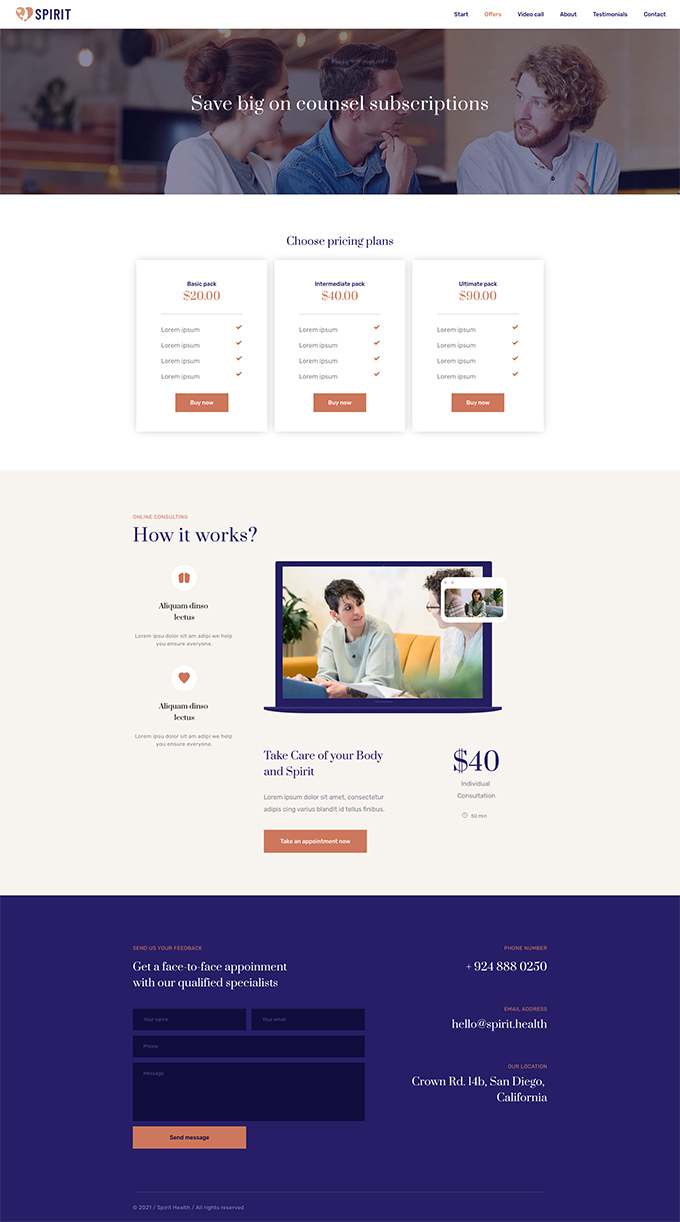 SPIRIT
Start Offers Video call About Testimonials Contact
Save big on counsel subscriptions
Choose pricing plans
Basic pack
$20.00
Lorem ipsum
Lorem ipsum
Lorem ipsum
Lorem ipsum
Buy now
Intermediate pack
$40.00
Lorem ipsum
Lorem ipsum
Lorem ipsum
Lorem ipsum
Buy now
Ultimate pack
$90.00
Lorem ipsum
Lorem ipsum
Lorem ipsum
Lorem ipsum
Buy now
ONLINE CONSULTING
How it works?
Aliquam dinso
lectus
Lorem ipsu dolor sit am adipi we help
you ensure everyone.
Aliquam dinso
lectus
Lorem ipsu dolor sit am adipi we help
you ensure everyone.
Take Care of your Body
and Spirit
Lorem ipsum dolor sit amet, consectetur
adipis cing varius blandit id tellus finibus.
Take an appointment now
$40
Individual
Consultation
50 min
SEND US YOUR FEEDBACK
Get a face-to-face appoinment
with our qualified specialists
Your name
Your email
Phone
Message
Send message
PHONE NUMBER
+ 924 888 0250
EMAIL ADDRESS
hello@spirit.health
OUR LOCATION
Crown Rd. 14b, San Diego,
California
© 2021 / Spirit Health / All rights reserved